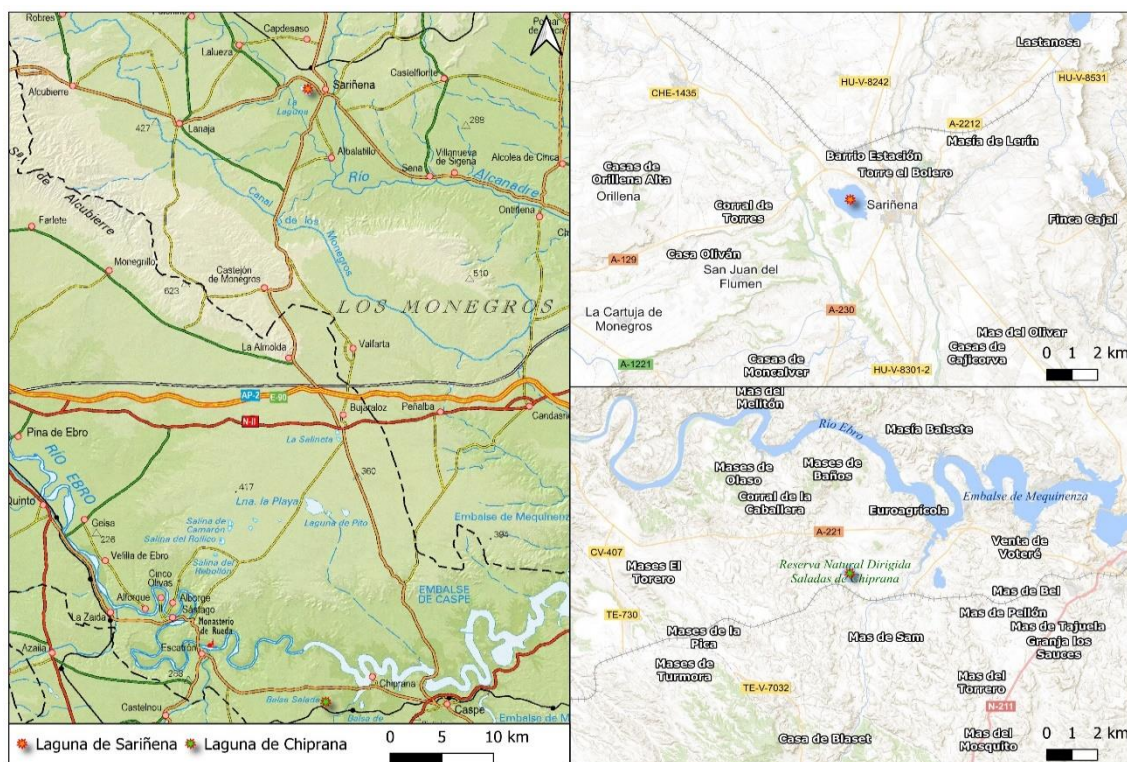 Robres
Capdesaso
Lalueza
Alcubierre
La
Laguna
Sariñena
Castelflorite
427
Lanaja
288
Albalatillo
Sena
Villanueva
de Sigena
Alcolea de Cinca
Río
Alcanadre
Sª de Alcubierre
Canal
de los
Monegros
Ontiñena
Farlete
Monegrillo
Castejón
de Monegros
623
510
LOS MONEGROS
La Almolda
Valfarta
AP-2
E-90
N-II
Bujaraloz
Peñalba
Candasnos
Pina de Ebro
La Salineta
RÍO EBRO
360
Quinto
417
Lna. la Playa
Laguna de Pito
Gelsa
226
Salina de
Camarón
Salina del Rollico
Embalse de Mequinenza
391
Velilla de Ebro
Salina del
Rebollón
Cinco
Olivas
Alforque
Alborge
Sástago
EMBALSE
DE CASPE
La Zaida
Monasterio
de Rueda
Azaila
Escatrón
Chiprana
Castelnou
Caspe
Laguna de Sariñena
Laguna de Chiprana
0 5 10 km
Lastanosa
HU-V-8242
HU-V-8531
CHE-1435
A-2212
Masía de Lerín
Barrio Estación
Torre el Bolero
Casas de
Orillena Alta
Orillena
Corral de
Torres
Sariñena
Finca Cajal
A-129
Casa Oliván
San Juan del
Flumen
La Cartuja de
Monegros
A-230
Mas del Olivar
Casas de
Cajicorva
A-1221
Casas de
Moncalver
HU-V-8301-2
0 1 2 km
Mas del
Melitón
Río Ebro
Masía Balsete
Mases de
Olaso
Mases de
Baños
Corral de la
Caballera
Embalse de Mequinenza
Euroagrícola
A-221
CV-407
Venta de
Voteré
Mases El
Torero
Reserva Natural Dirigida
Saladas de Chiprana
Mas de Bel
TE-730
Mas de Pellón
Mases de la
Pica
Mas de Sam
Mas de Tajuela
Granja los
Sauces
Mases de
Turmora
TE-V-7032
Mas del
Torrero
N-211
Casa de Blaset
Mas del
Mosquito
0 1 2 km